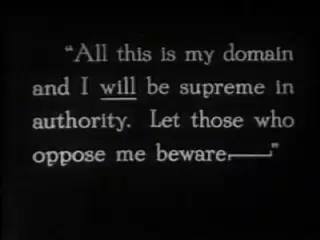 "All this is my domain
and I will be supreme in
authority. Let those who
oppose me beware——"